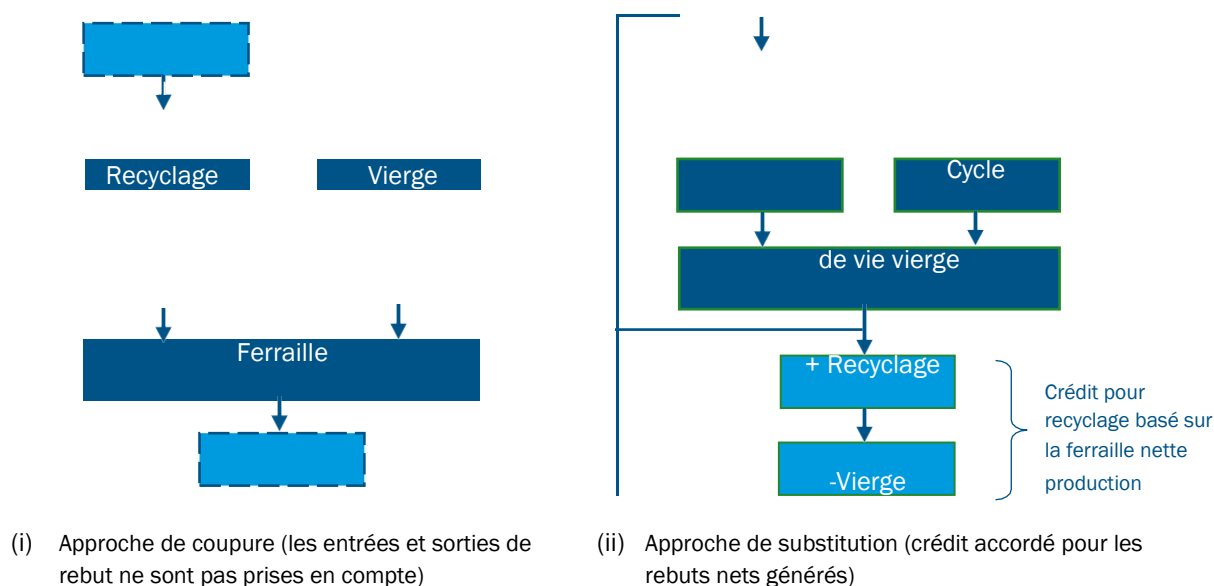 Recyclage
Vierge
Ferraille
(i) Approche de coupure (les entrées et sorties de
rebut ne sont pas prises en compte)
Cycle
de vie vierge
+ Recyclage
-Vierge
Crédit pour
recyclage basé sur
la ferraille nette
production
(ii) Approche de substitution (crédit accordé pour les
rebuts nets générés)